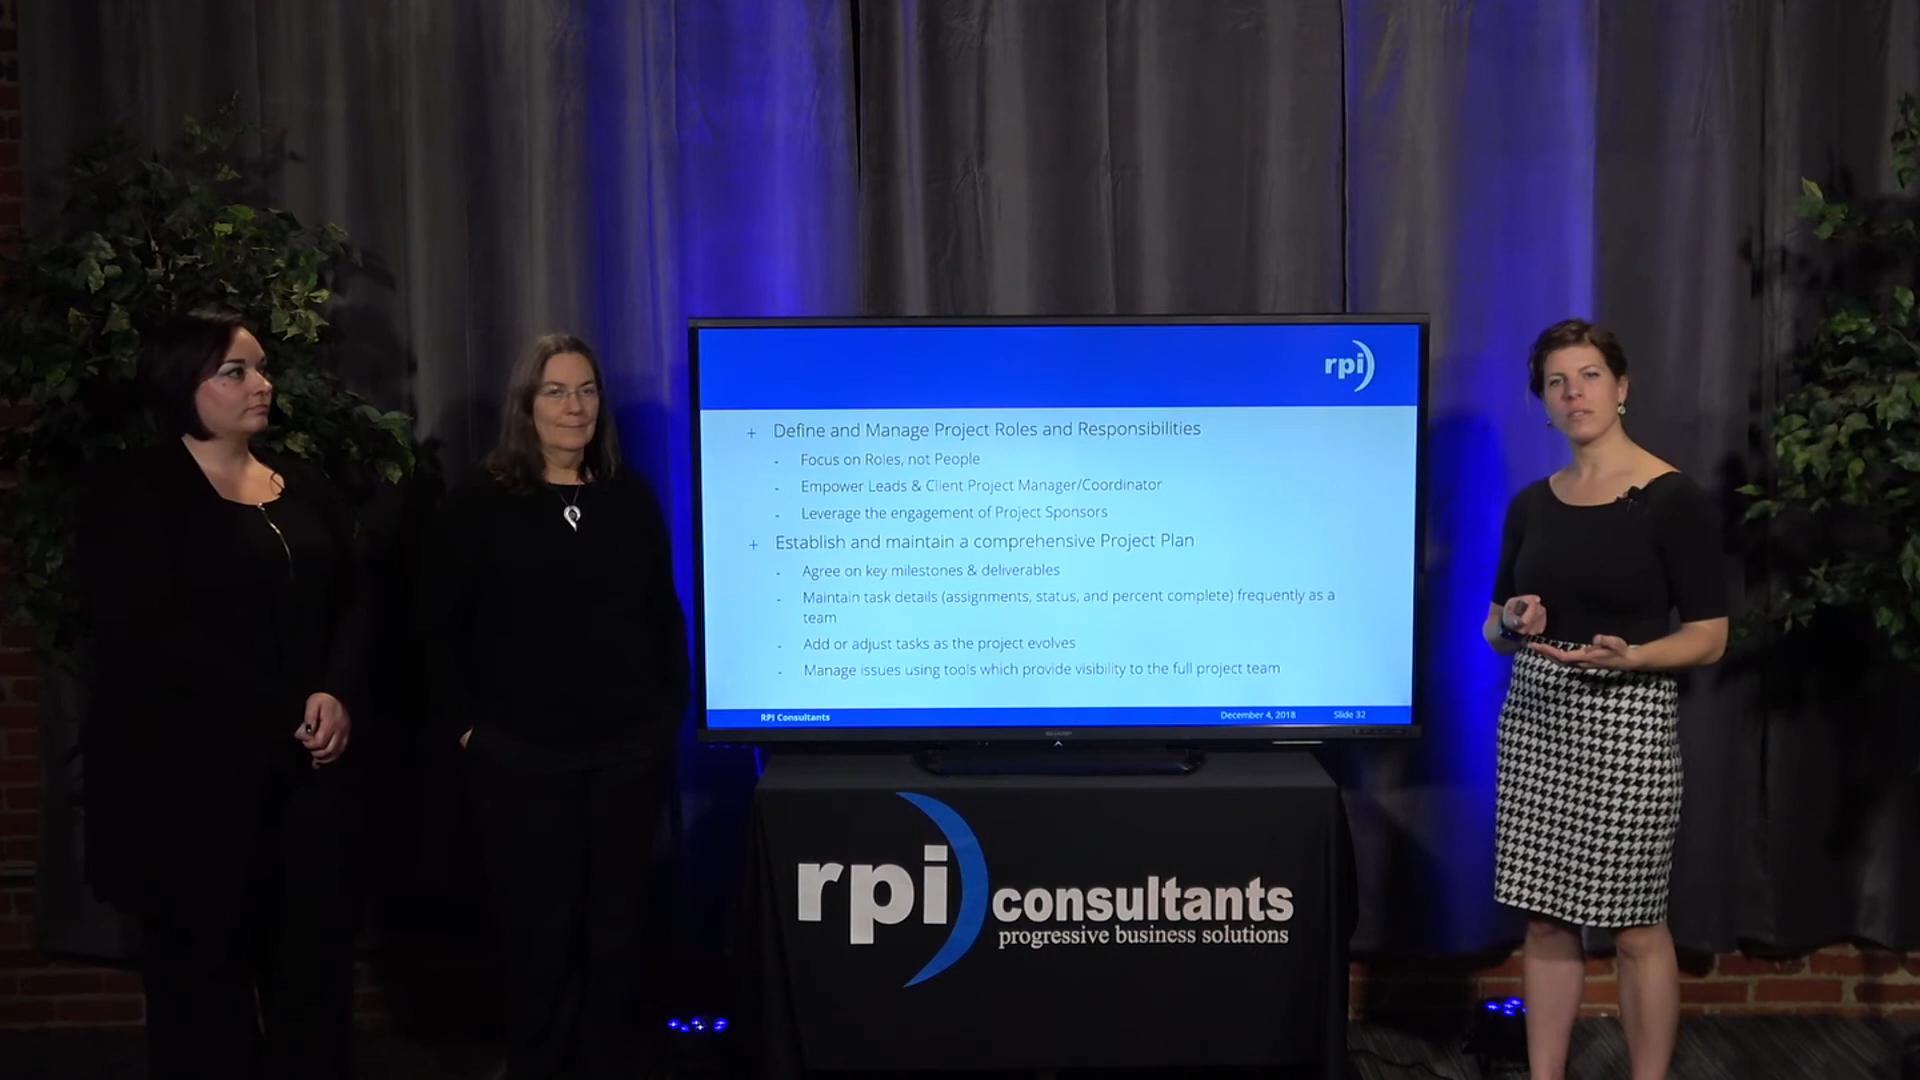 rpi
+ Define and Manage Project Roles and Responsibilities
- Focus on Roles, not People
- Empower Leads & Client Project Manager/Coordinator
- Leverage the engagement of Project Sponsors
+ Establish and maintain a comprehensive Project Plan
- Agree on key milestones & deliverables
- Maintain task details (assignments, status, and percent complete) frequently as a
team
- Add or adjust tasks as the project evolves
- Manage issues using tools which provide visibility to the full project team
RPI Consultants December 4, 2018 Slide 32
SHARP
rpi consultants
progressive business solutions